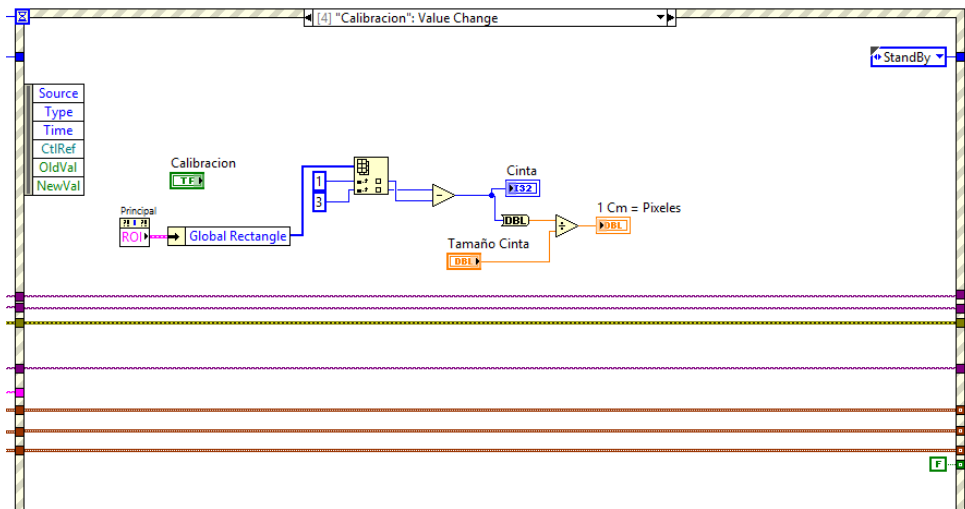 [4] "Calibracion": Value Change
StandBy
Source
Type
Time
CtlRef
OldVal
NewVal
Calibracion
TF
Principal
ROI
Global Rectangle
1
3
Cinta
I32
DBL
1 Cm = Pixeles
DBL
Tamaño Cinta
DBL
F